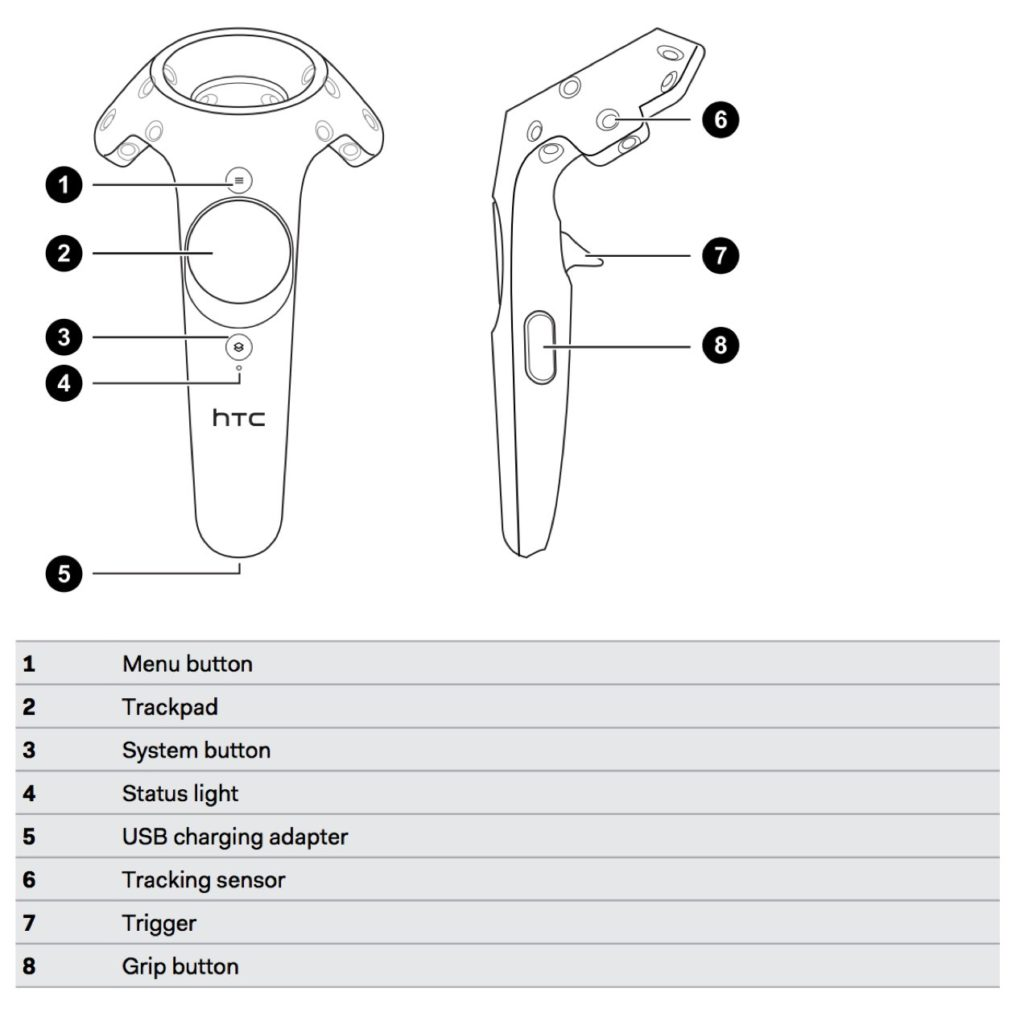 1
2
3
4
hTC
5
6
7
8
1 Menu button
2 Trackpad
3 System button
4 Status light
5 USB charging adapter
6 Tracking sensor
7 Trigger
8 Grip button